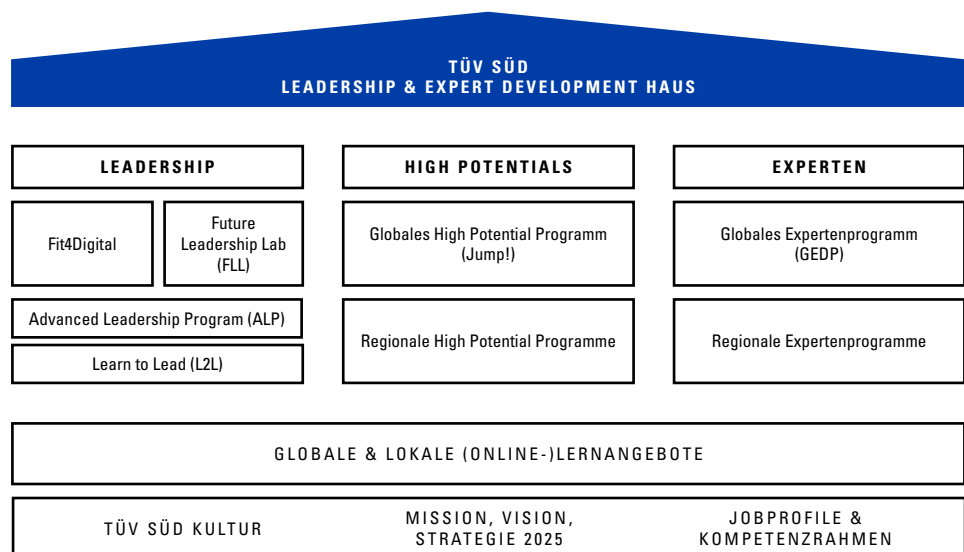 TÜV SÜD
LEADERSHIP & EXPERT DEVELOPMENT HAUS
LEADERSHIP
HIGH POTENTIALS
EXPERTEN
Fit4Digital
Future
Leadership Lab
(FLL)
Globales High Potential Programm
(Jump!)
Globales Expertenprogramm
(GEDP)
Advanced Leadership Program (ALP)
Learn to Lead (L2L)
Regionale High Potential Programme
Regionale Expertenprogramme
GLOBALE & LOKALE (ONLINE-)LERNANGEBOTE
TÜV SÜD KULTUR
MISSION, VISION,
STRATEGIE 2025
JOBPROFILE &
KOMPETENZRAHMEN